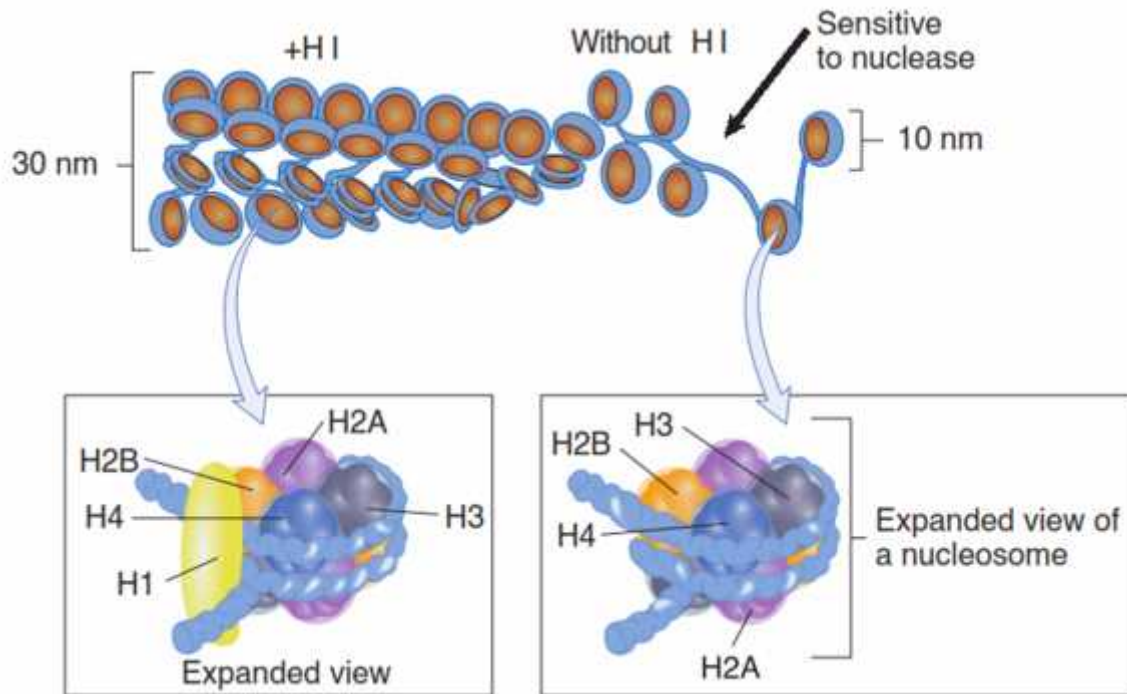 +H I
Without H I
Sensitive
to nuclease
30 nm
10 nm
H2A
H2B
H4
H3
H1
Expanded view
H3
H2B
H4
H2A
Expanded view of
a nucleosome